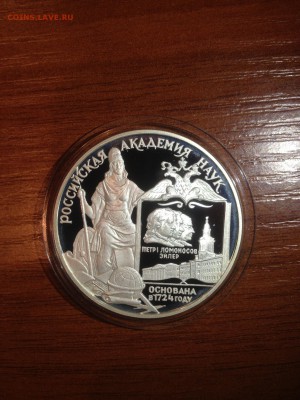 COINS.LAVE.RU
РОССИЙСКАЯ АКАДЕМИЯ НАУК
ПЕТР I ЛОМОНОСОВ
ЭЙЛЕР
ОСНОВАНА
В 1724 ГОДУ